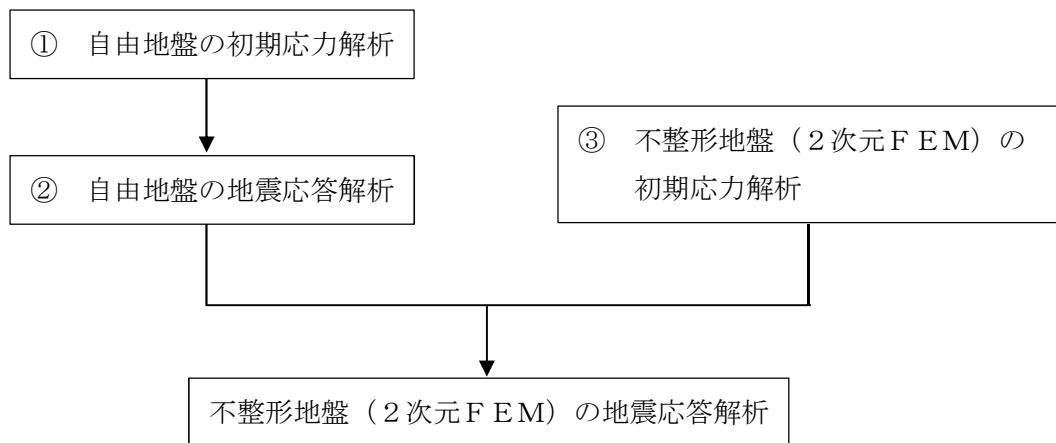 ① 自由地盤の初期応力解析
② 自由地盤の地震応答解析
③ 不整形地盤（２次元ＦＥＭ）の
初期応力解析
不整形地盤（２次元ＦＥＭ）の地震応答解析